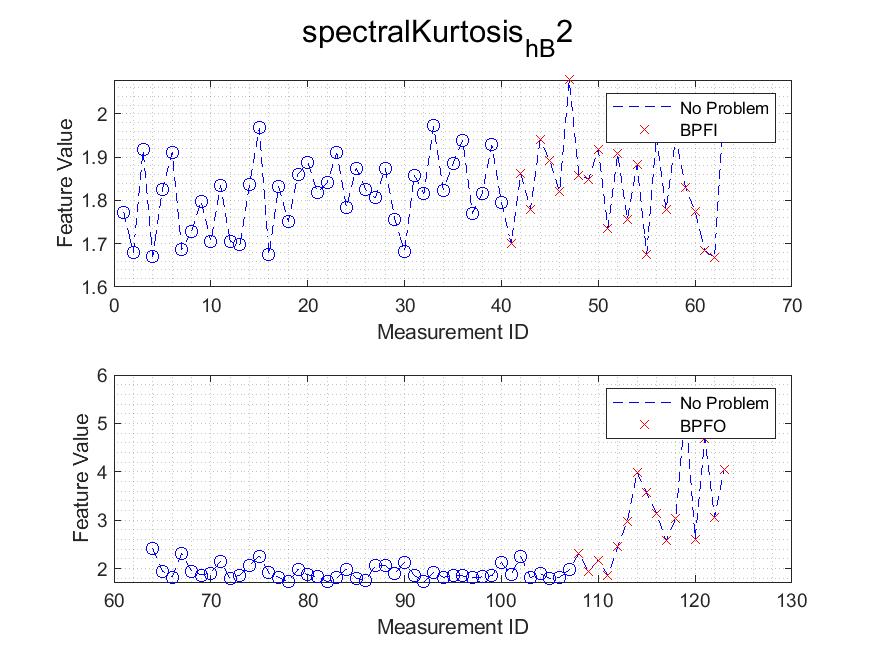 spectralKurtosis_hB2
Feature Value
2
1.9
1.8
1.7
1.6
No Problem
BPFI
0 10 20 30 40 50 60 70
Measurement ID
Feature Value
6
5
4
3
2
No Problem
BPFO
60 70 80 90 100 110 120 130
Measurement ID